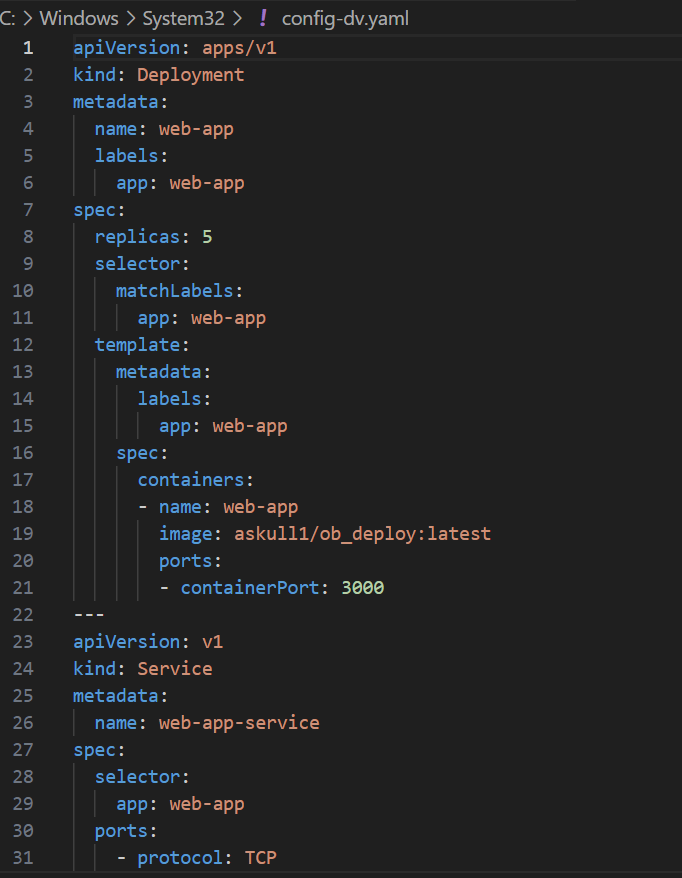 C: > Windows > System32 > ! config-dv.yaml
1 apiVersion: apps/v1
2 kind: Deployment
3 metadata:
4   name: web-app
5   labels:
6     app: web-app
7 spec:
8   replicas: 5
9   selector:
10     matchLabels:
11       app: web-app
12   template:
13     metadata:
14       labels:
15         app: web-app
16     spec:
17       containers:
18       - name: web-app
19         image: askull1/ob_deploy:latest
20         ports:
21         - containerPort: 3000
22 ---
23 apiVersion: v1
24 kind: Service
25 metadata:
26   name: web-app-service
27 spec:
28   selector:
29     app: web-app
30   ports:
31     - protocol: TCP